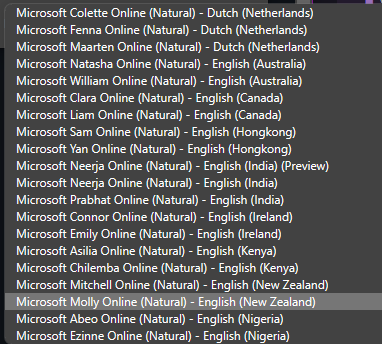 Microsoft Colette Online (Natural) - Dutch (Netherlands)
Microsoft Fenna Online (Natural) - Dutch (Netherlands)
Microsoft Maarten Online (Natural) - Dutch (Netherlands)
Microsoft Natasha Online (Natural) - English (Australia)
Microsoft William Online (Natural) - English (Australia)
Microsoft Clara Online (Natural) - English (Canada)
Microsoft Liam Online (Natural) - English (Canada)
Microsoft Sam Online (Natural) - English (Hongkong)
Microsoft Yan Online (Natural) - English (Hongkong)
Microsoft Neerja Online (Natural) - English (India) (Preview)
Microsoft Neerja Online (Natural) - English (India)
Microsoft Prabhat Online (Natural) - English (India)
Microsoft Connor Online (Natural) - English (Ireland)
Microsoft Emily Online (Natural) - English (Ireland)
Microsoft Asilia Online (Natural) - English (Kenya)
Microsoft Chilemba Online (Natural) - English (Kenya)
Microsoft Mitchell Online (Natural) - English (New Zealand)
Microsoft Molly Online (Natural) - English (New Zealand)
Microsoft Abeo Online (Natural) - English (Nigeria)
Microsoft Ezinne Online (Natural) - English (Nigeria)